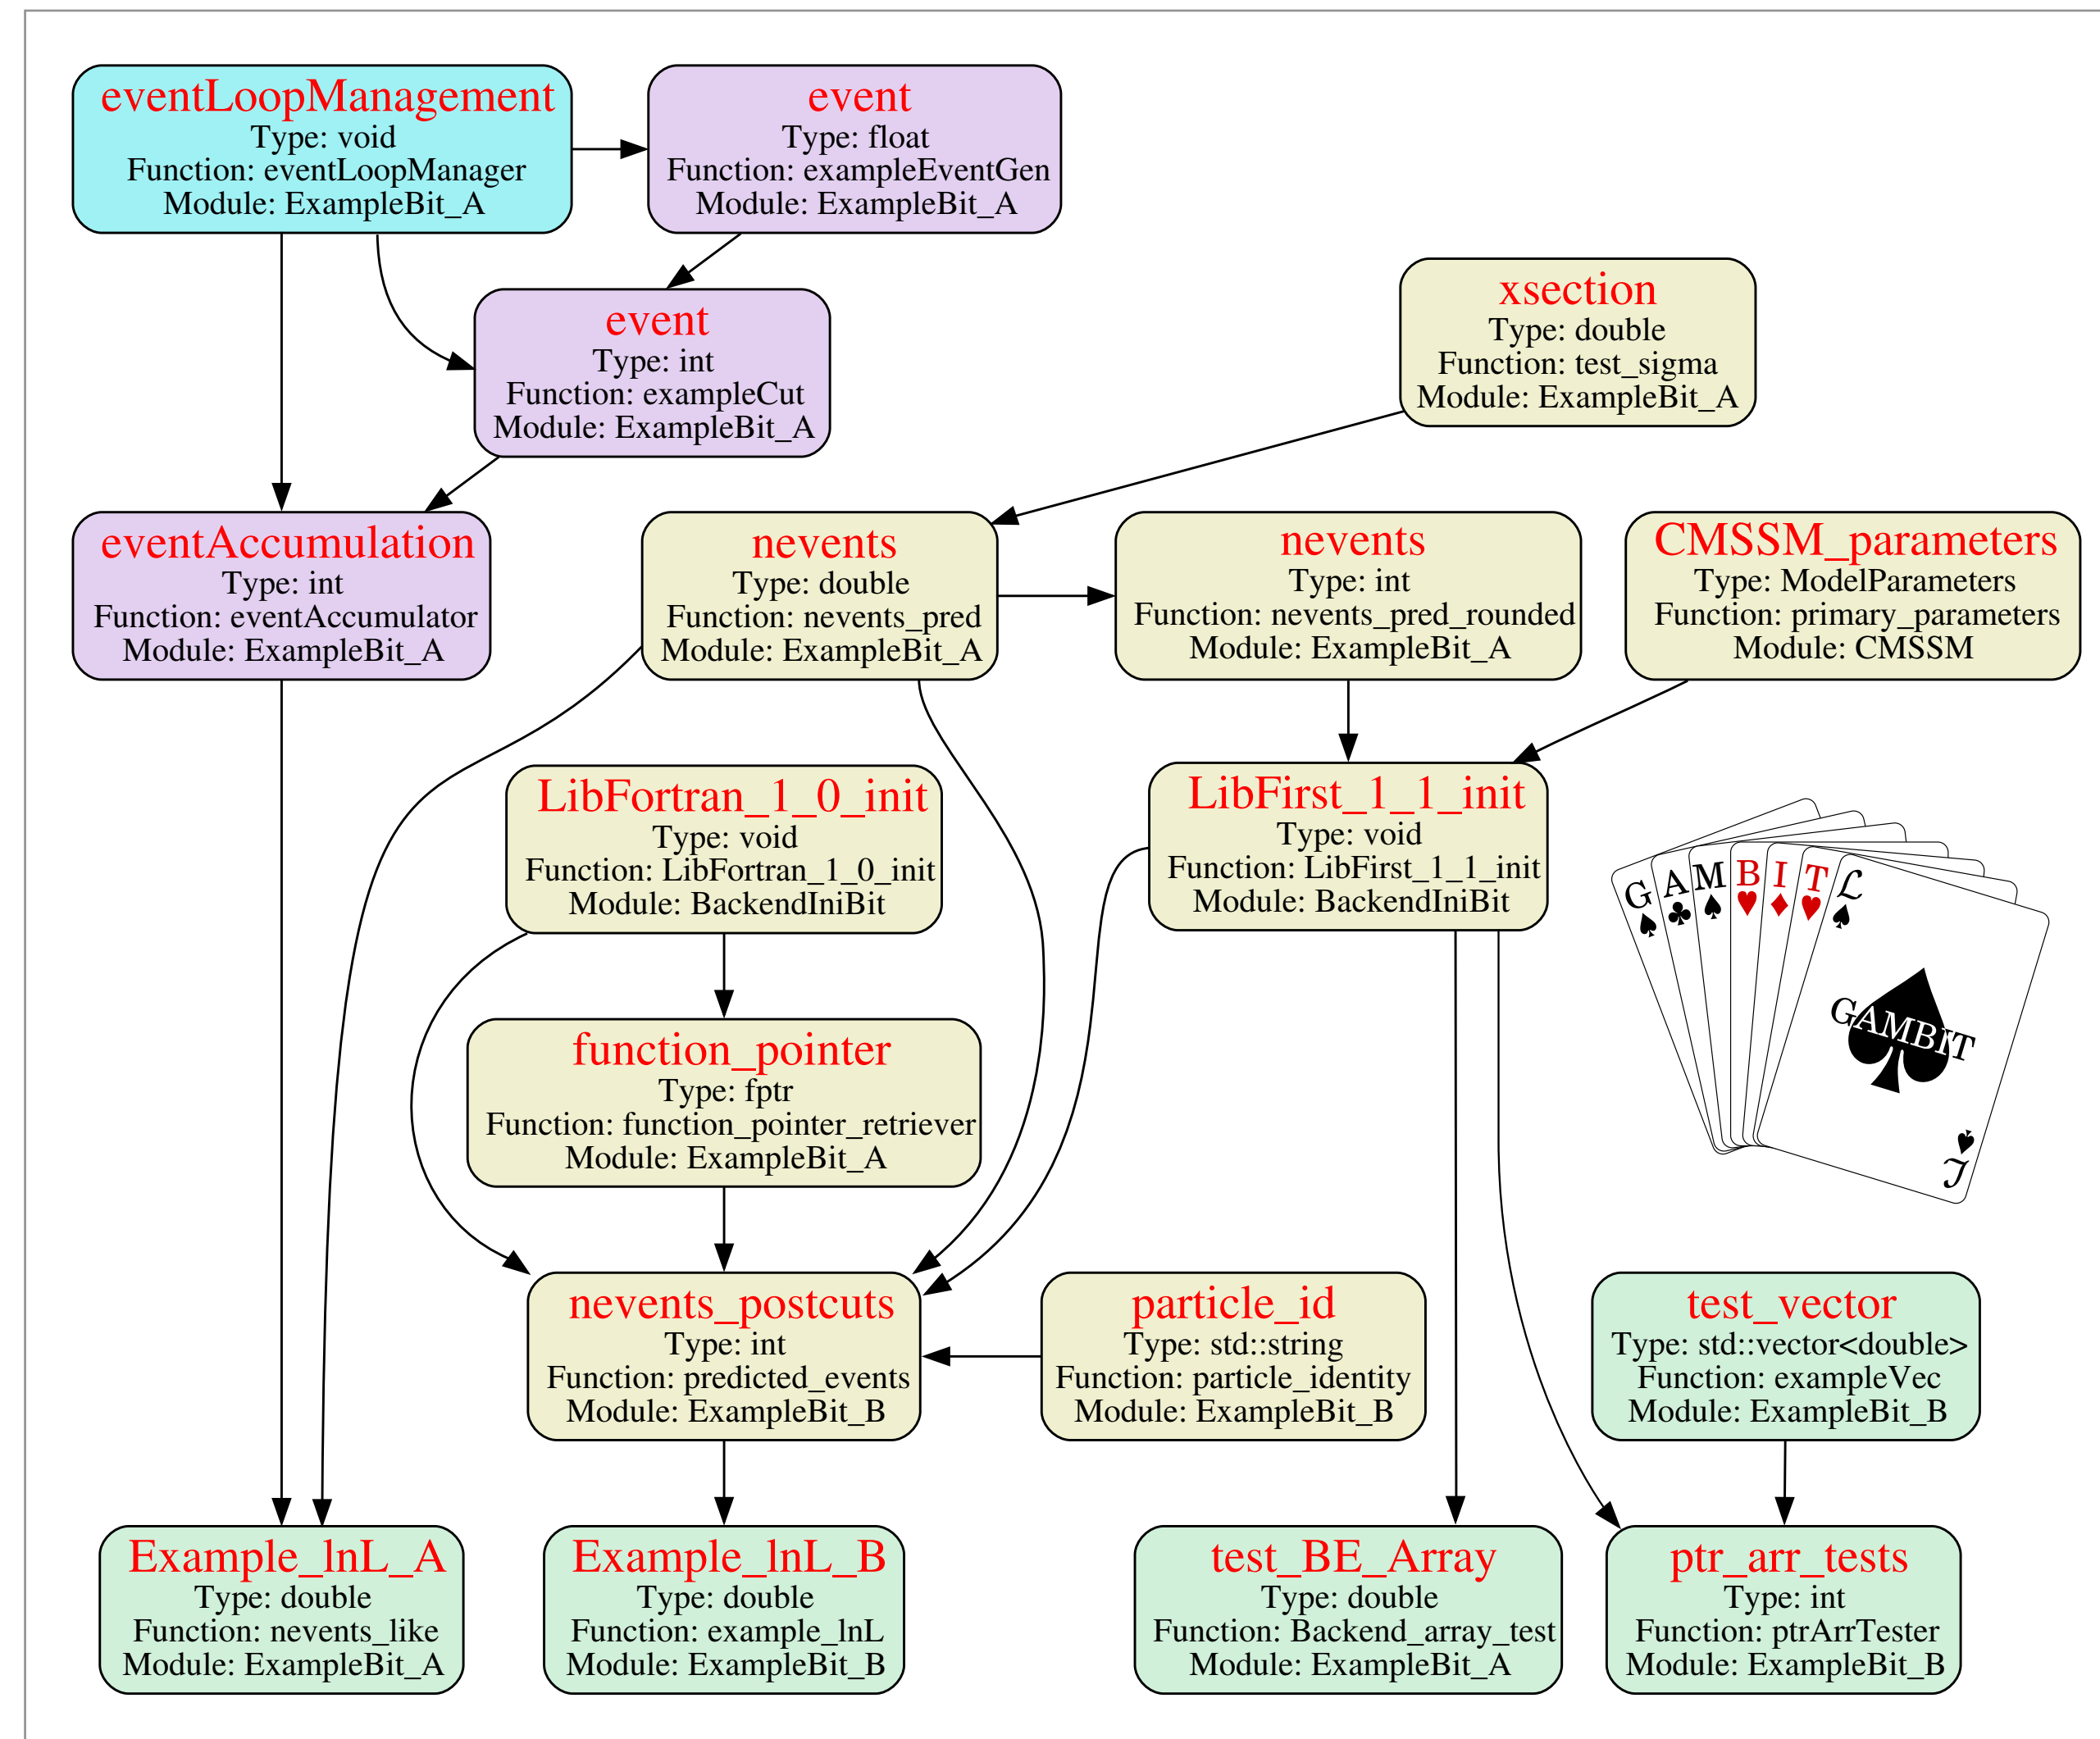 eventLoopManagement
Type: void
Function: eventLoopManager
Module: ExampleBit_A
event
Type: float
Function: exampleEventGen
Module: ExampleBit_A
event
Type: int
Function: exampleCut
Module: ExampleBit_A
xsection
Type: double
Function: test_sigma
Module: ExampleBit_A
eventAccumulation
Type: int
Function: eventAccumulator
Module: ExampleBit_A
nevents
Type: double
Function: nevents_pred
Module: ExampleBit_A
nevents
Type: int
Function: nevents_pred_rounded
Module: ExampleBit_A
CMSSM_parameters
Type: ModelParameters
Function: primary_parameters
Module: CMSSM
LibFortran_1_0_init
Type: void
Function: LibFortran_1_0_init
Module: BackendIniBit
LibFirst_1_1_init
Type: void
Function: LibFirst_1_1_init
Module: BackendIniBit
G A M B I T ℒ
GAMBIT
function_pointer
Type: fptr
Function: function_pointer_retriever
Module: ExampleBit_A
nevents_postcuts
Type: int
Function: predicted_events
Module: ExampleBit_B
particle_id
Type: std::string
Function: particle_identity
Module: ExampleBit_B
test_vector
Type: std::vector<double>
Function: exampleVec
Module: ExampleBit_B
Example_lnL_A
Type: double
Function: nevents_like
Module: ExampleBit_A
Example_lnL_B
Type: double
Function: example_lnL
Module: ExampleBit_B
test_BE_Array
Type: double
Function: Backend_array_test
Module: ExampleBit_A
ptr_arr_tests
Type: int
Function: ptrArrTester
Module: ExampleBit_B